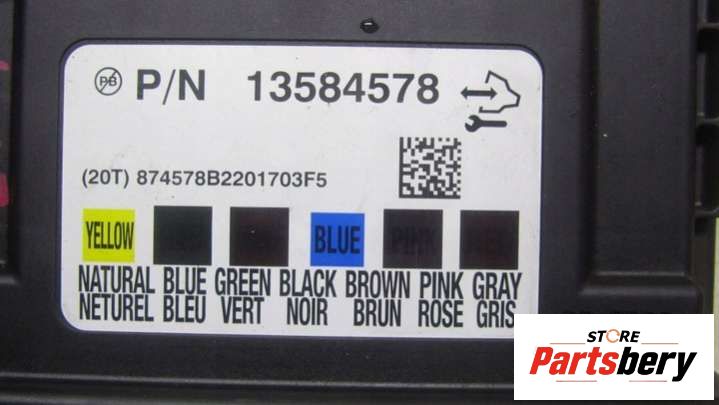 PB P/N 13584578
(20T) 874578B2201703F5
YELLOW BLUE PINK
NATURAL BLUE GREEN BLACK BROWN PINK GRAY
NETUREL BLEU VERT NOIR BRUN ROSE GRIS
STORE
Partsbery